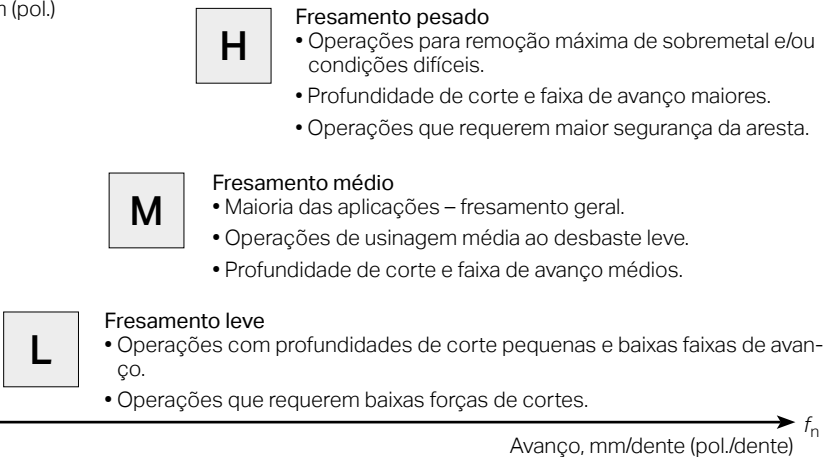 (pol.)
H
Fresamento pesado
• Operações para remoção máxima de sobremetal e/ou
condições difíceis.
• Profundidade de corte e faixa de avanço maiores.
• Operações que requerem maior segurança da aresta.
M
Fresamento médio
• Maioria das aplicações – fresamento geral.
• Operações de usinagem média ao desbaste leve.
• Profundidade de corte e faixa de avanço médios.
L
Fresamento leve
• Operações com profundidades de corte pequenas e baixas faixas de avan-
ço.
• Operações que requerem baixas forças de cortes.
fn
Avanço, mm/dente (pol./dente)